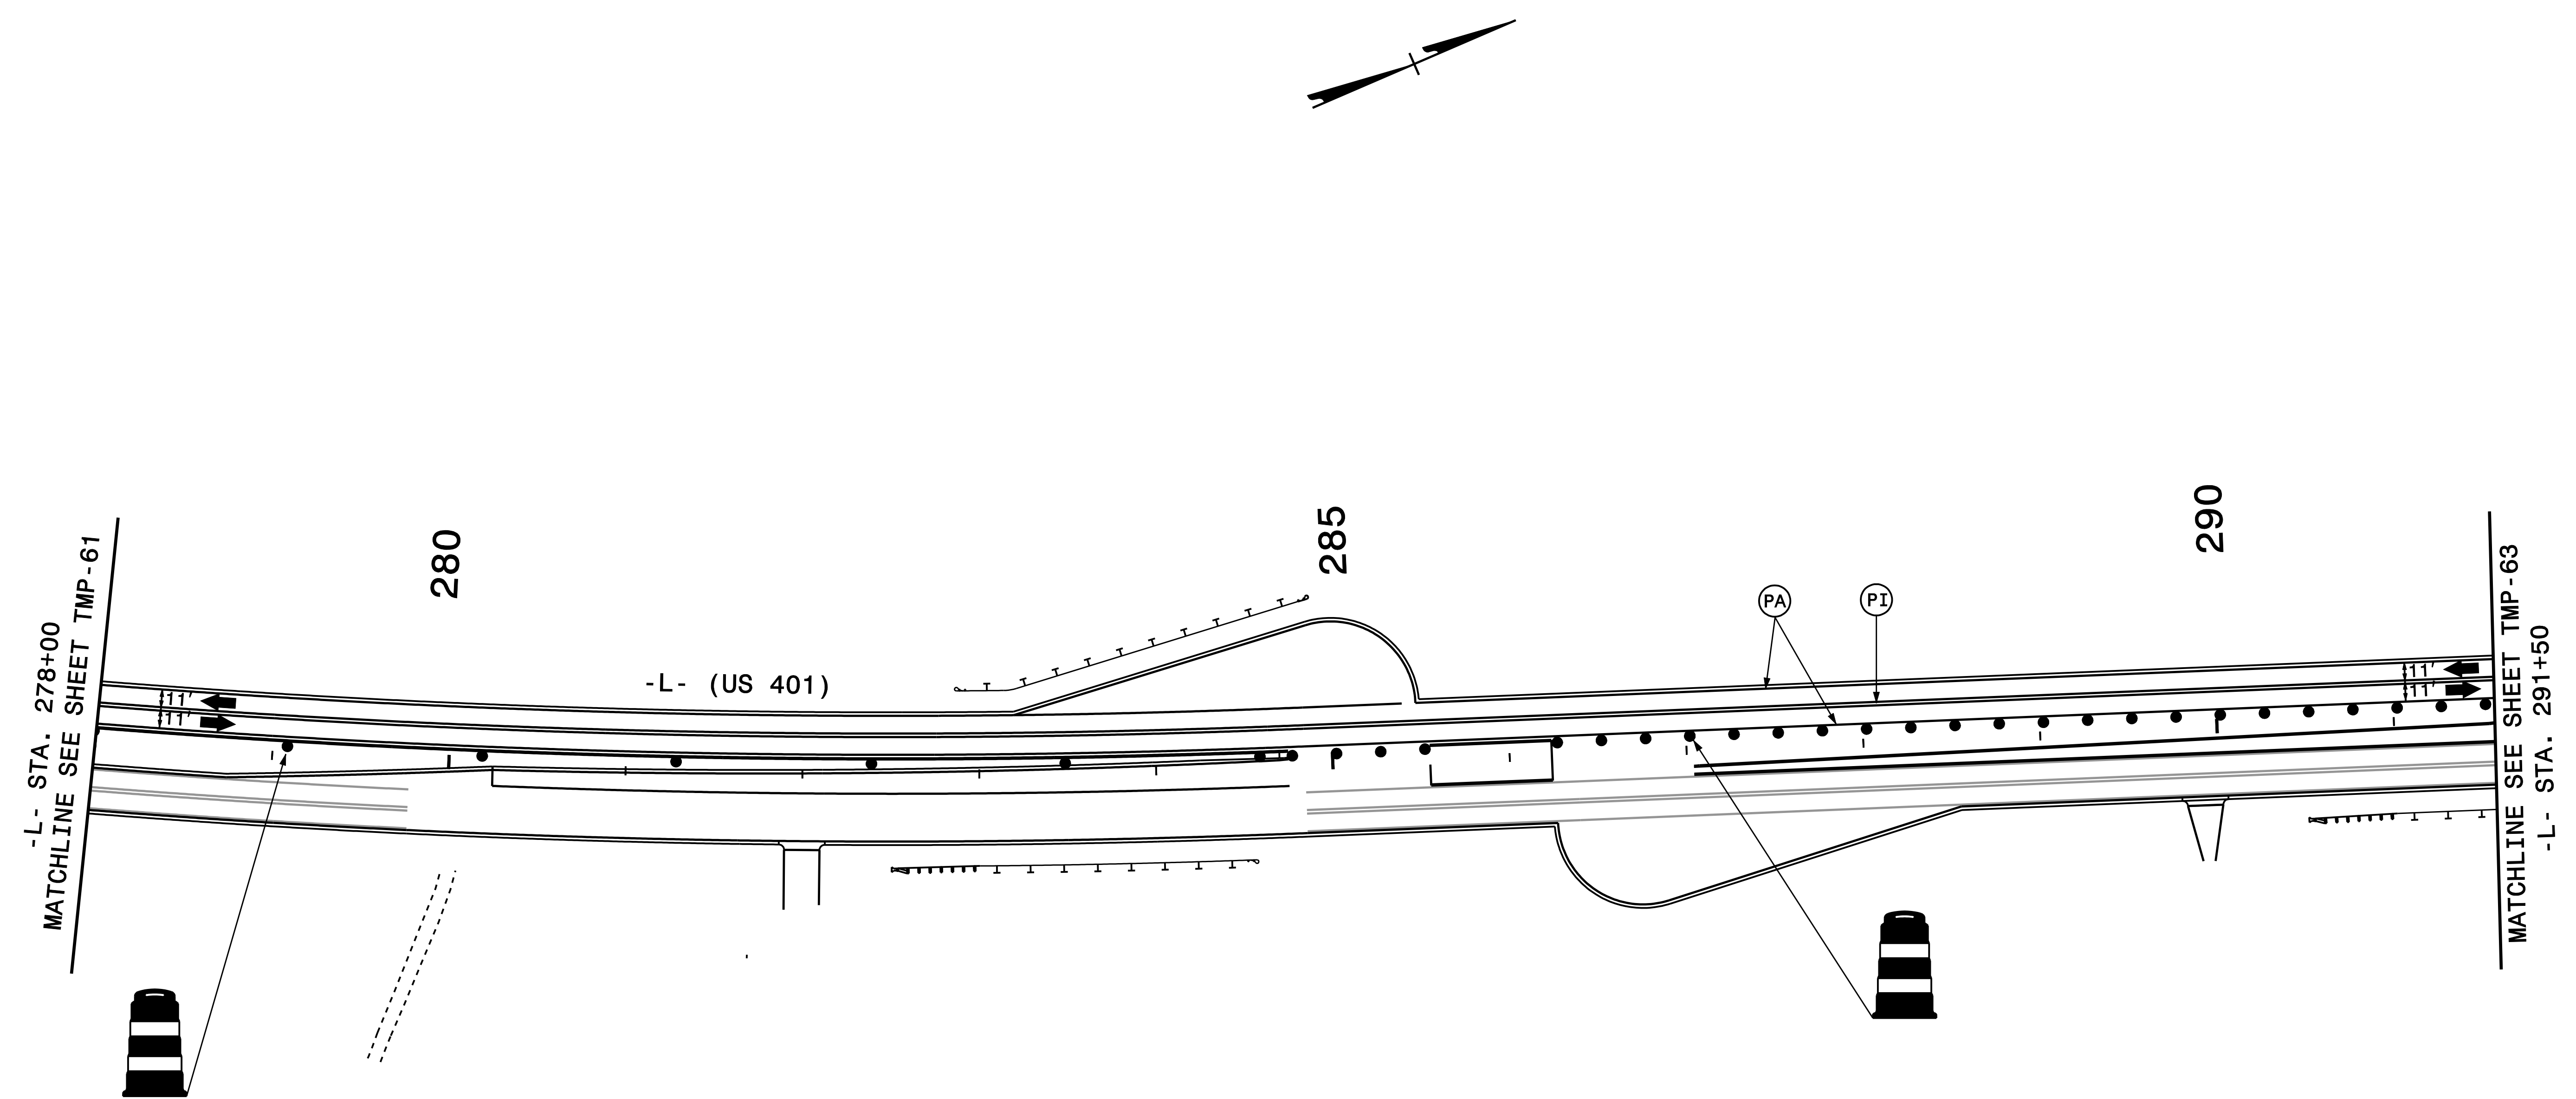 -L- STA. 278+00
MATCHLINE SEE SHEET TMP-61
280
285
290
-L- (US 401)
PA
PI
11'
11'
11'
11'
MATCHLINE SEE SHEET TMP-63
-L- STA. 291+50